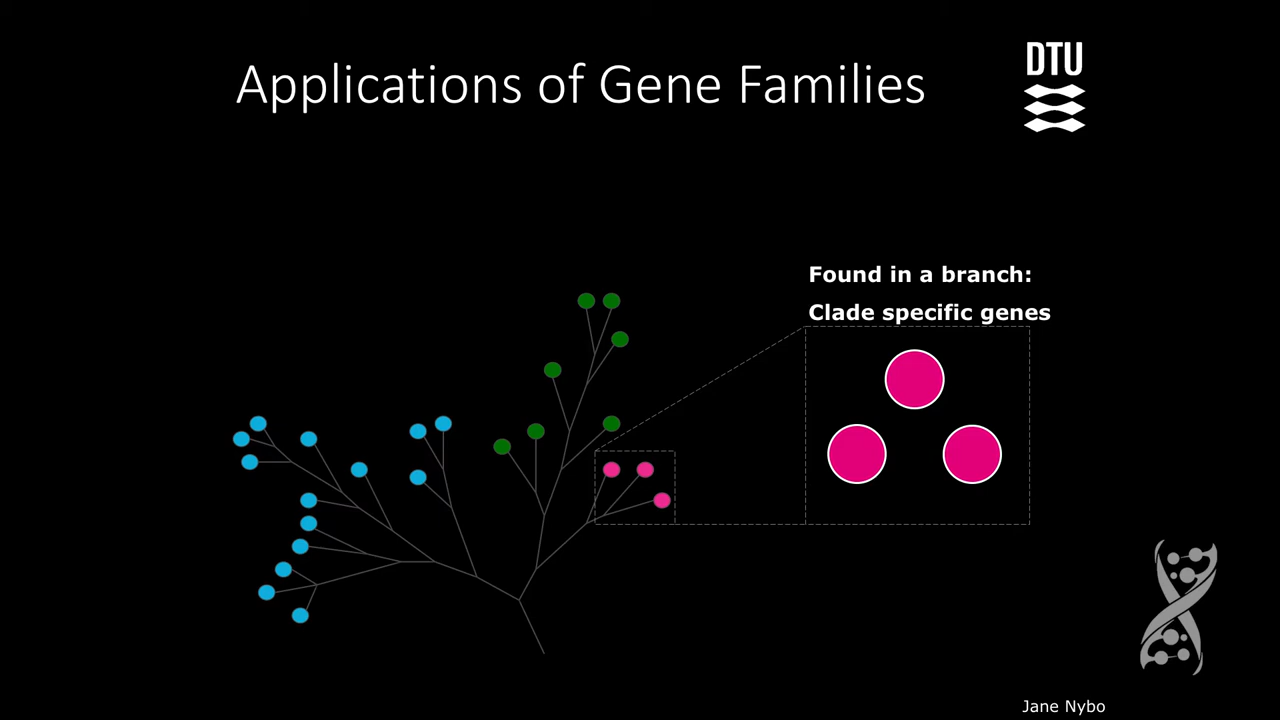 Applications of Gene Families
DTU
Found in a branch:
Clade specific genes
Jane Nybo